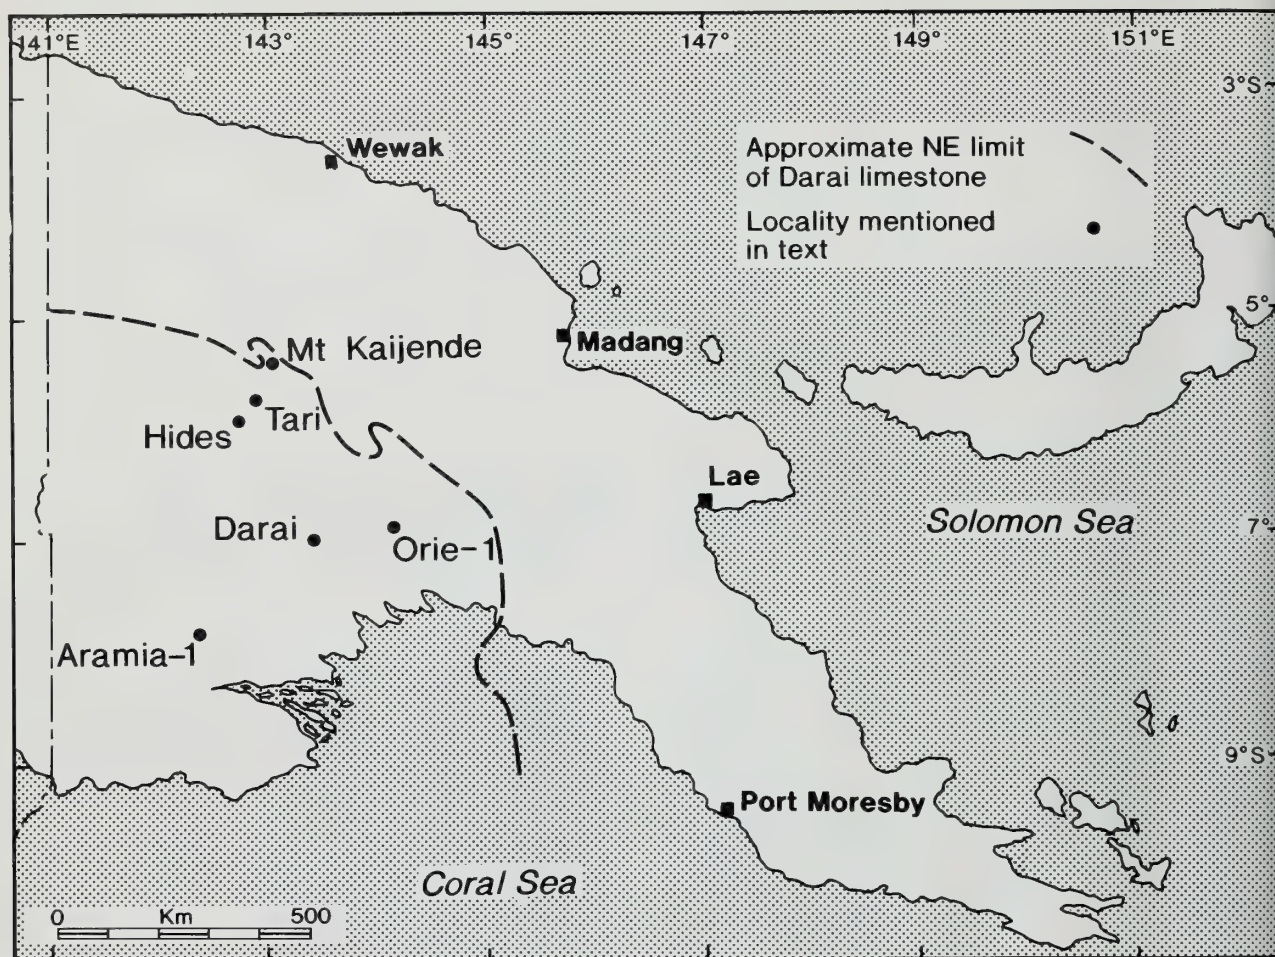 141°E 143° 145° 147° 149° 151°E
3°S
Wewak
Approximate NE limit
of Darai limestone
Locality mentioned
in text
5°
Madang
Mt Kaijende
Tari
Hides
Lae
Solomon Sea
7°
Darai
Orie-1
Aramia-1
9°S
Port Moresby
Coral Sea
0 Km 500